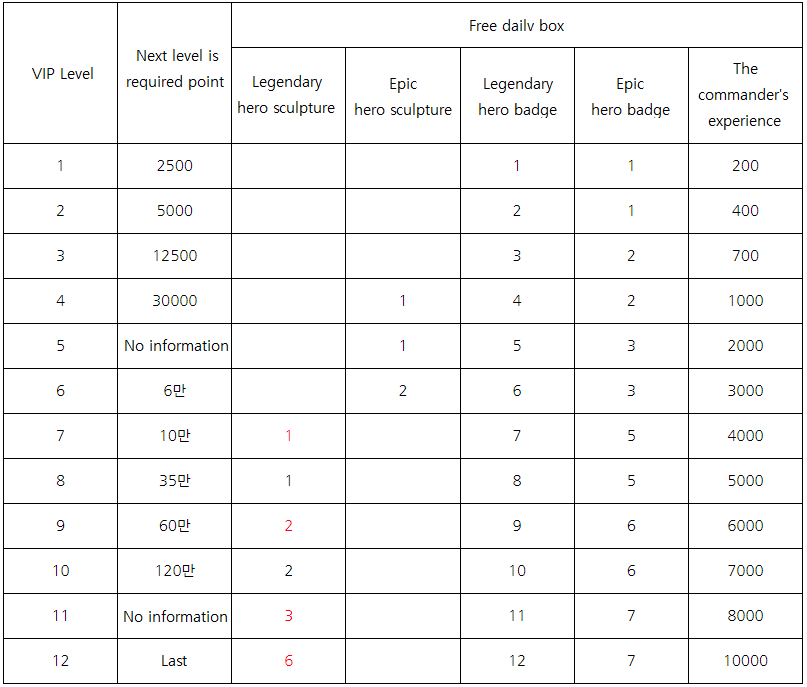 VIP Level
Next level is
required point
Free daily box
Legendary
hero sculpture
Epic
hero sculpture
Legendary
hero badge
Epic
hero badge
The
commander's
experience
1 2500 1 1 200
2 5000 2 1 400
3 12500 3 2 700
4 30000 1 4 2 1000
5 No information 1 5 3 2000
6 6만 2 6 3 3000
7 10만 1 7 5 4000
8 35만 1 8 5 5000
9 60만 2 9 6 6000
10 120만 2 10 6 7000
11 No information 3 11 7 8000
12 Last 6 12 7 10000